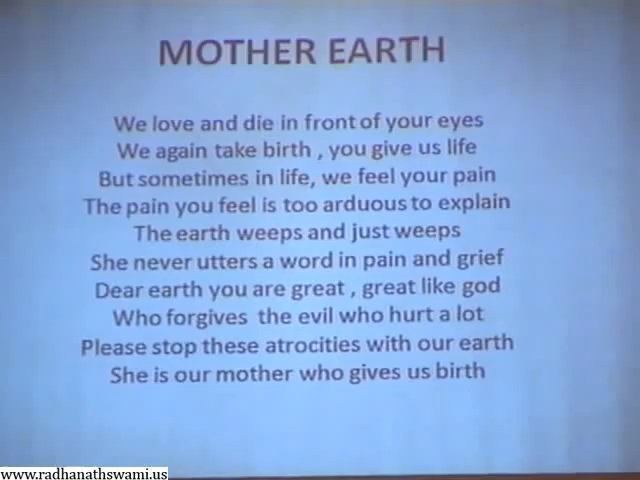 MOTHER EARTH
We love and die in front of your eyes
We again take birth , you give us life
But sometimes in life, we feel your pain
The pain you feel is too arduous to explain
The earth weeps and just weeps
She never utters a word in pain and grief
Dear earth you are great , great like god
Who forgives the evil who hurt a lot
Please stop these atrocities with our earth
She is our mother who gives us birth
www.radhanathswami.us